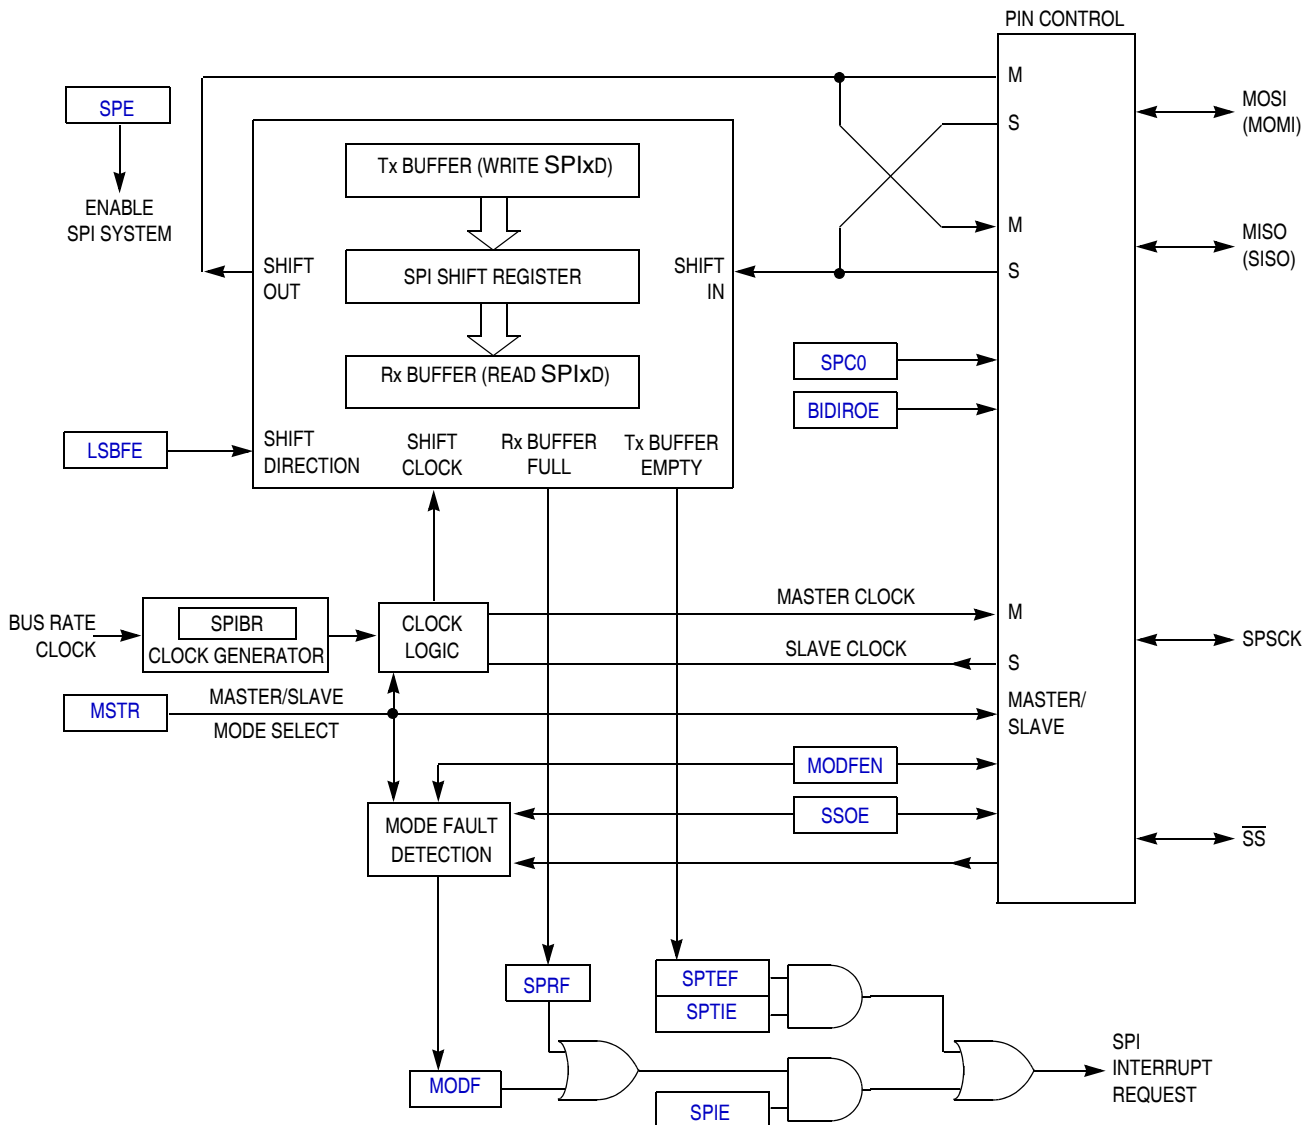 PIN CONTROL
M
SPE
MOSI
(MOMI)
S
Tx BUFFER (WRITE SPIxD)
ENABLE
SPI SYSTEM
M
MISO
(SISO)
SHIFT
OUT
SPI SHIFT REGISTER
SHIFT
IN
S
SPC0
Rx BUFFER (READ SPIxD)
BIDIROE
LSBFE
SHIFT
DIRECTION
SHIFT
CLOCK
Rx BUFFER
FULL
Tx BUFFER
EMPTY
BUS RATE
CLOCK
SPIBR
CLOCK GENERATOR
CLOCK
LOGIC
MASTER CLOCK
M
SLAVE CLOCK
S
SPSCK
MSTR
MASTER/SLAVE
MODE SELECT
MASTER/
SLAVE
MODFEN
SSOE
MODE FAULT
DETECTION
SS
SPRF
SPTEF
SPTIE
SPI
INTERRUPT
REQUEST
MODF
SPIE